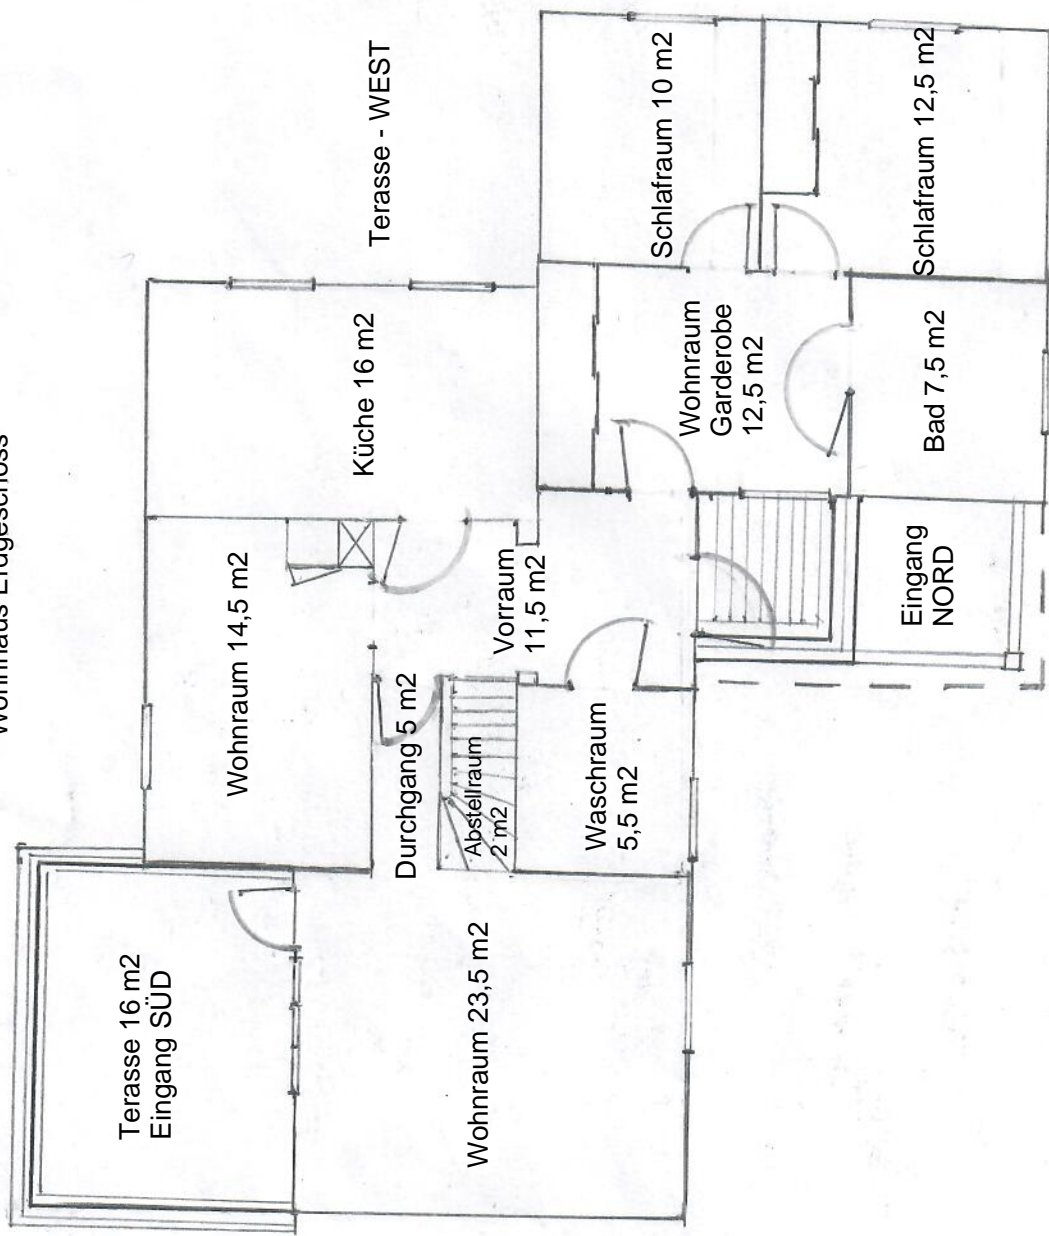 Wohnhaus Erdgeschoss
Terasse - WEST
Schlafraum 10 m2
Schlafraum 12,5 m2
Küche 16 m2
Wohnraum
Garderobe
12,5 m2
Bad 7,5 m2
Wohnraum 14,5 m2
Vorraum
11,5 m2
Eingang
NORD
Durchgang 5 m2
Abstellraum
2 m2
Waschraum
5,5 m2
Terasse 16 m2
Eingang SÜD
Wohnraum 23,5 m2